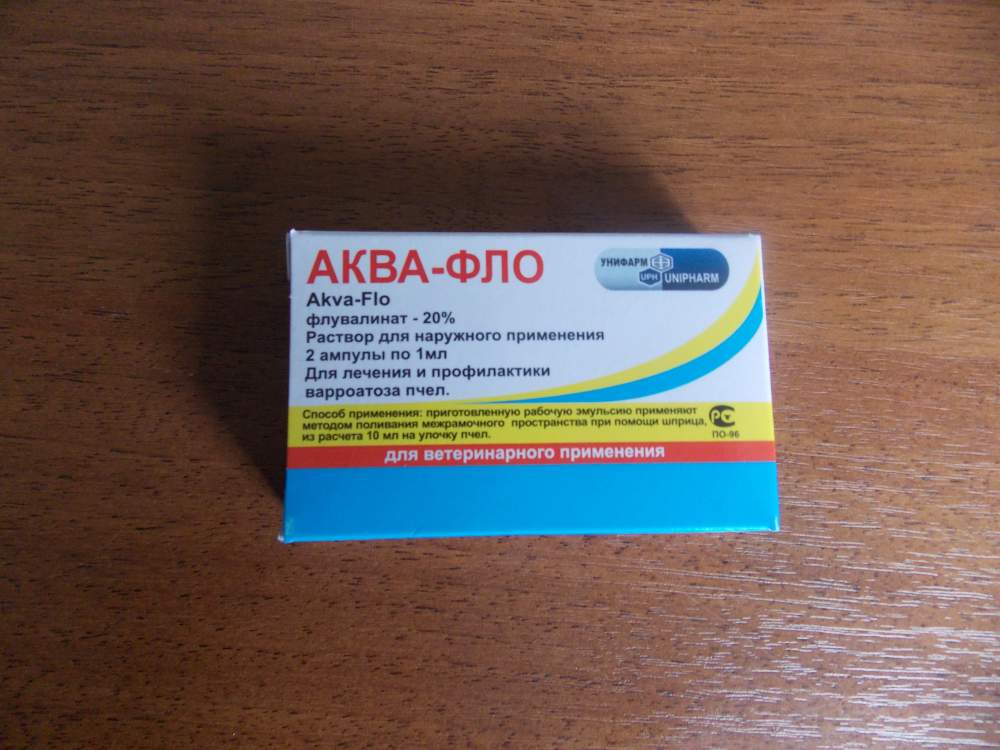 АКВА-ФЛО
УНИФАРМ
UPH
UNIPHARM
Akva-Flo
флувалинат - 20%
Раствор для наружного применения
2 ампулы по 1мл
Для лечения и профилактики
варроатоза пчел.
Способ применения: приготовленную рабочую эмульсию применяют
методом поливания межрамочного пространства при помощи шприца,
из расчета 10 мл на улочку пчел.
РСТ
ПО-96
для ветеринарного применения